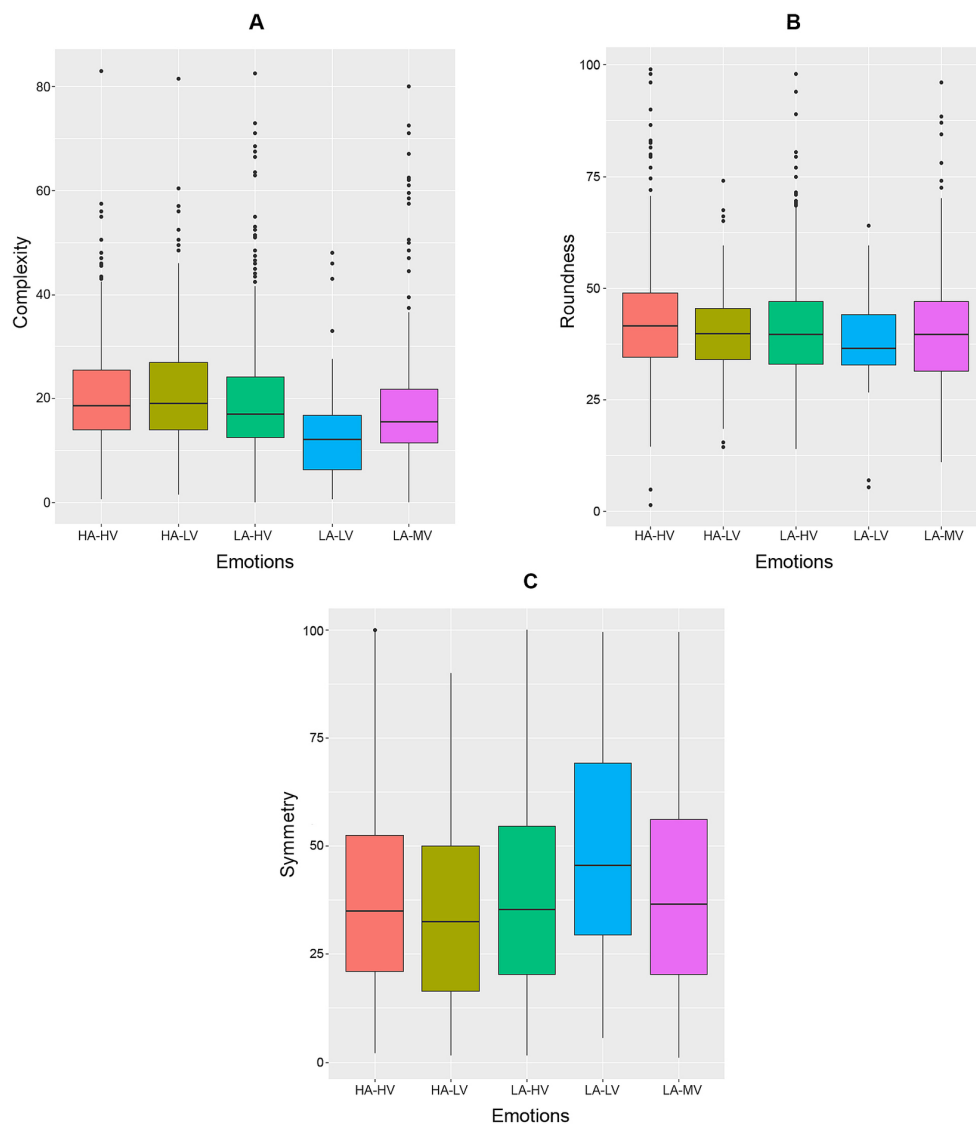 A
Complexity
80
60
40
20
0
HA-HV HA-LV LA-HV LA-LV LA-MV
Emotions
B
Roundness
100
75
50
25
0
HA-HV HA-LV LA-HV LA-LV LA-MV
Emotions
C
Symmetry
100
75
50
25
0
HA-HV HA-LV LA-HV LA-LV LA-MV
Emotions